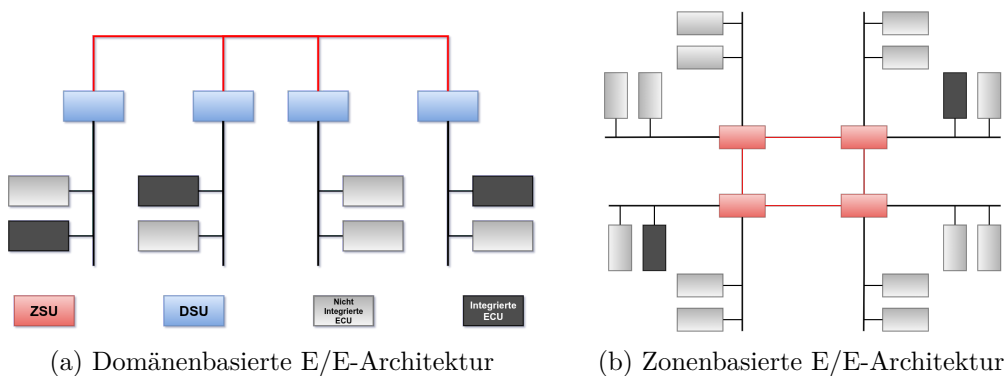 ZSU
DSU
Nicht
Integrierte
ECU
Integrierte
ECU
(a) Domänenbasierte E/E-Architektur
(b) Zonenbasierte E/E-Architektur